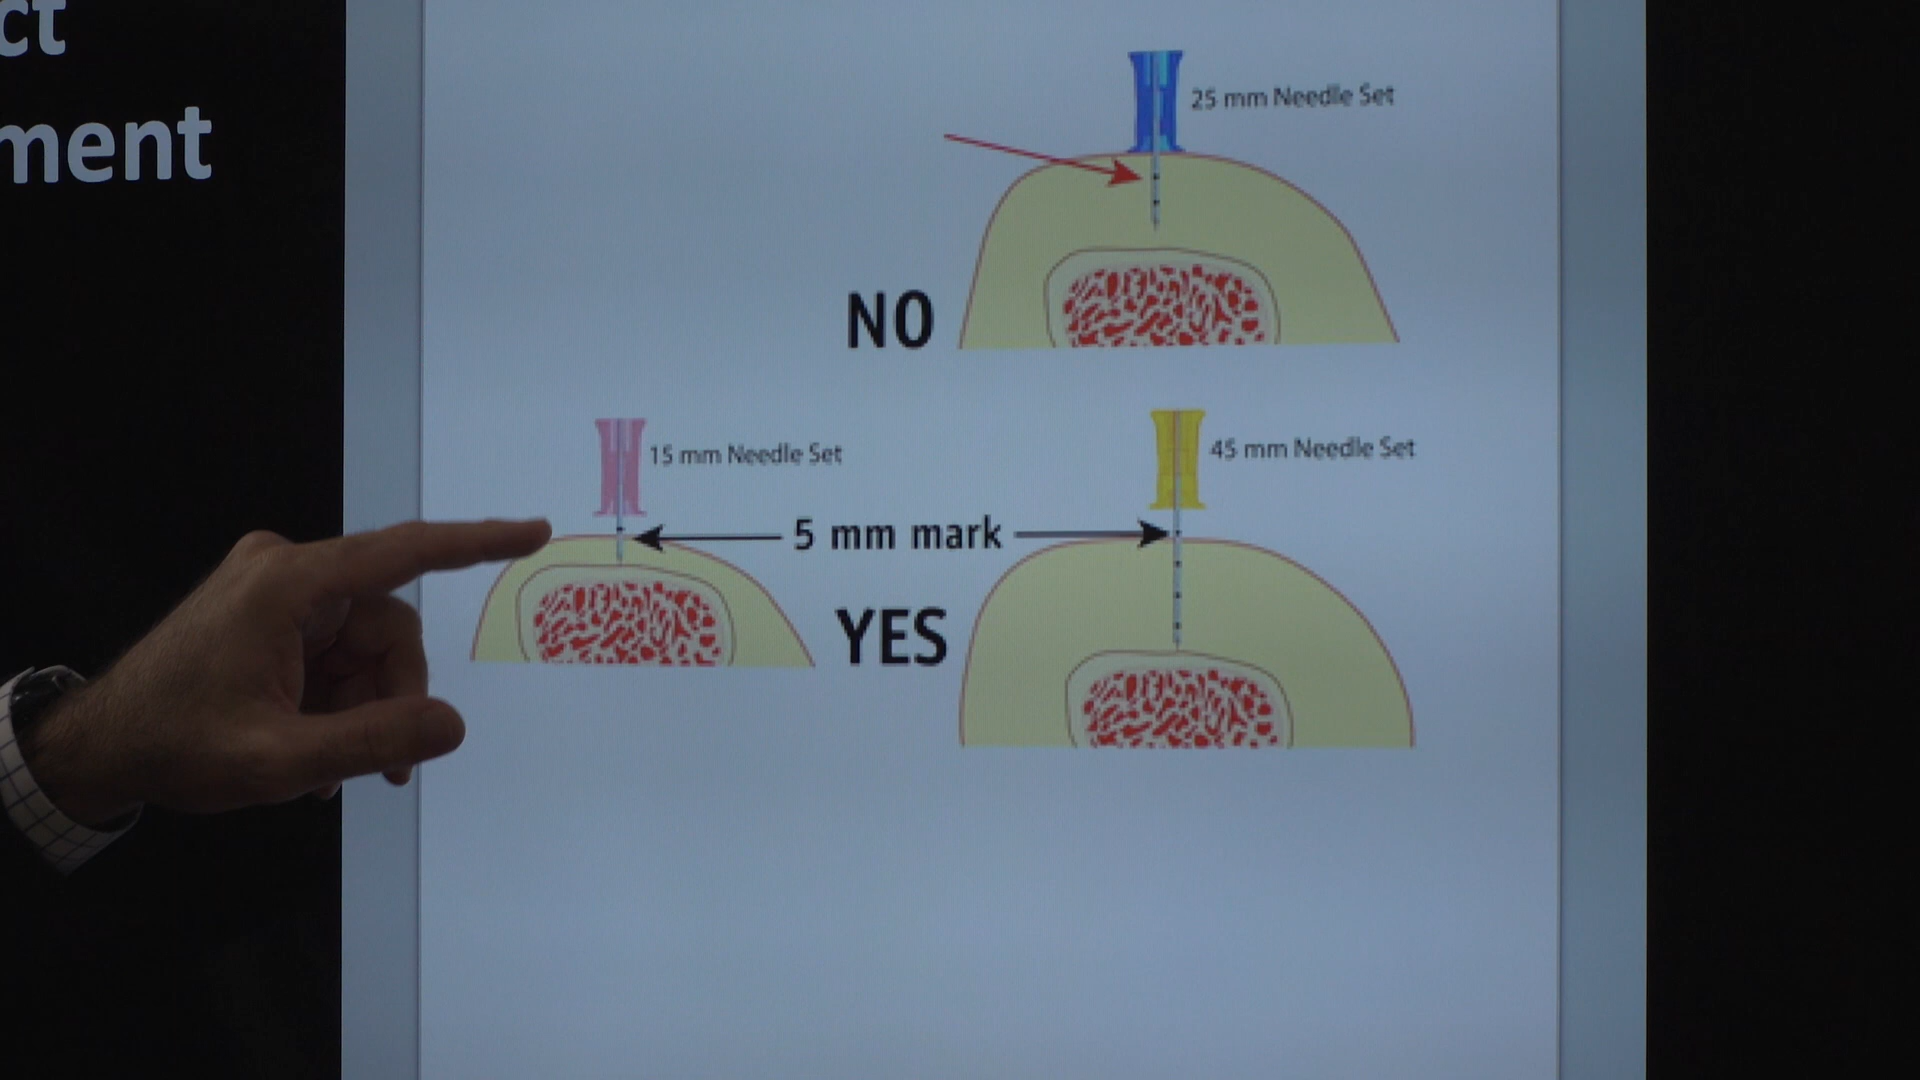 ct
ment
25 mm Needle Set
NO
15 mm Needle Set
45 mm Needle Set
5 mm mark
YES